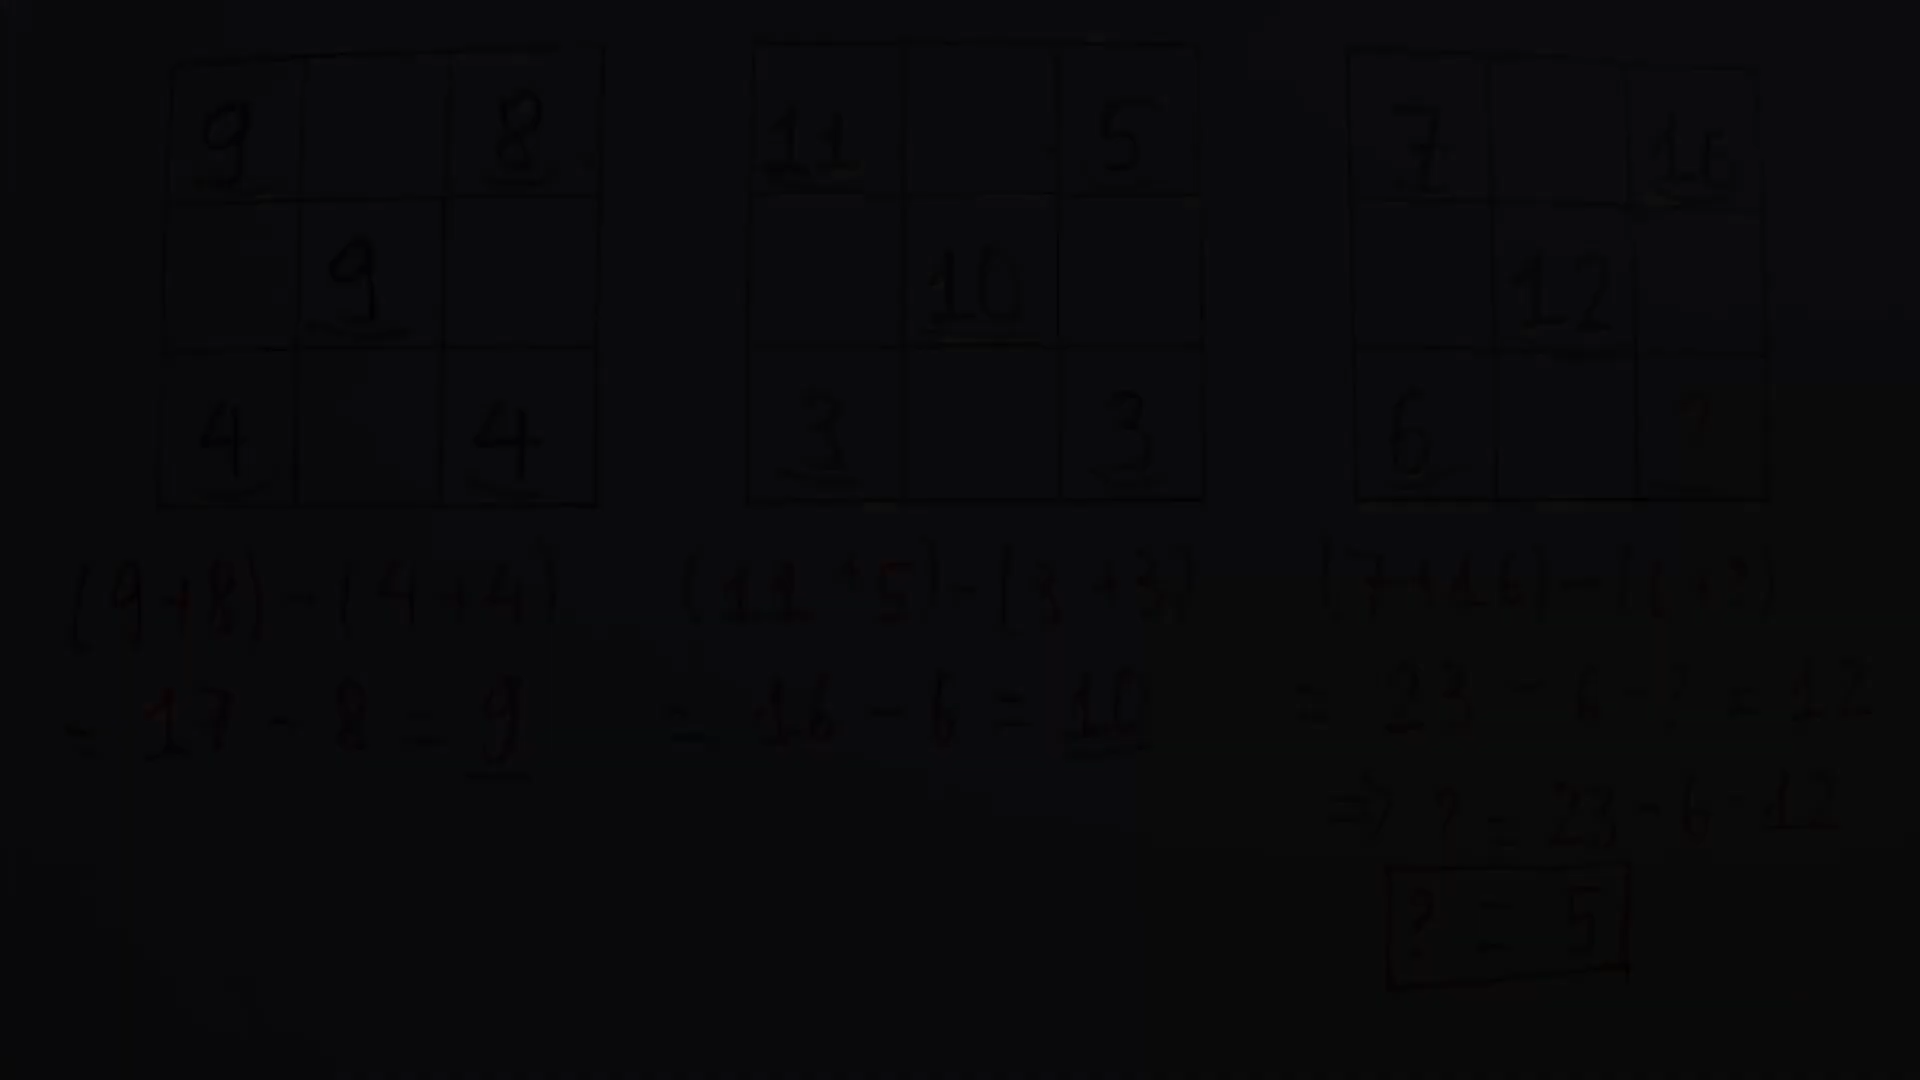 9 8 11 5 7 16
9 10 12
4 4 3 3 6 ?
(9+8)-(4+4) (11+5)-(3+3) (7+16)-(6+?)
= 17 - 8 = 9 = 16 - 6 = 10 = 23 - 6 - ? = 12
⇒ ? = 23 - 6 - 12
? = 5